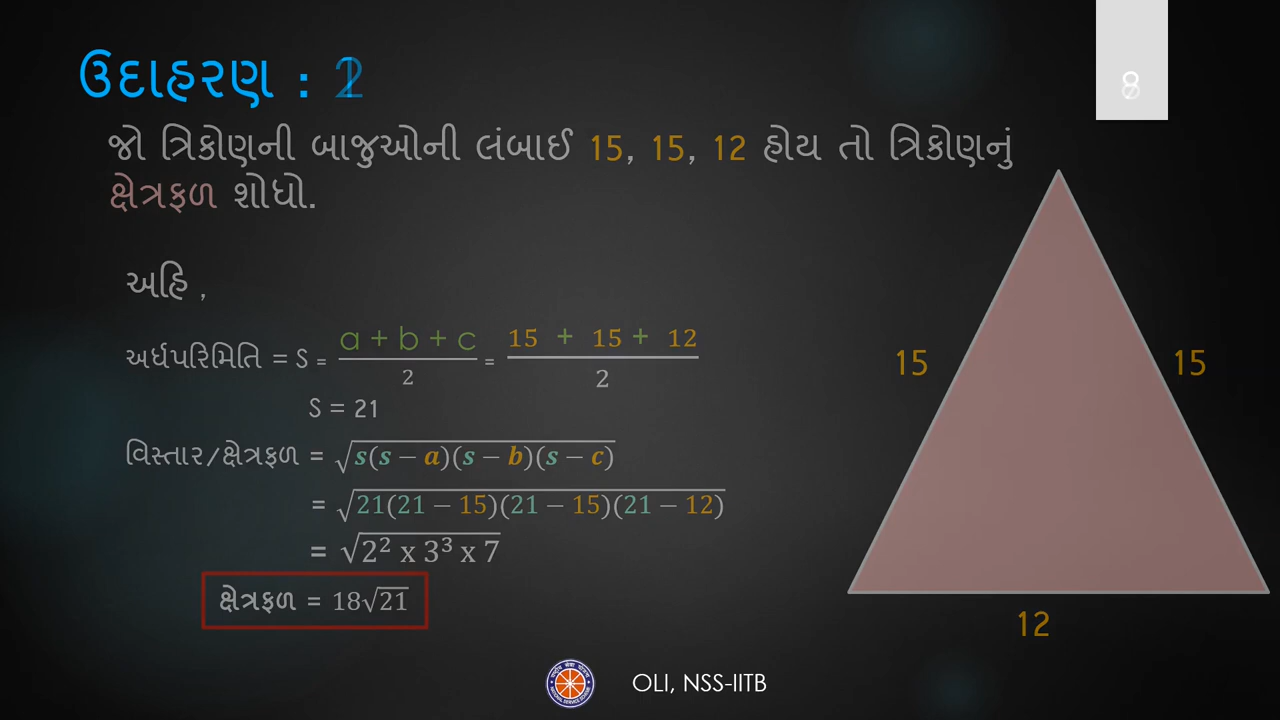 ઉદાહરણ :
જો ત્રિકોણની બાજુઓની લંબાઈ 15, 15, 12 હોય તો ત્રિકોણનું
ક્ષેત્રફળ શોધો.
અહિ ,
અર્ધપરિમિતિ = S = (a + b + c)/2 = (15 + 15 + 12)/2
S = 21
વિસ્તાર/ક્ષેત્રફળ = √(s(s − a)(s − b)(s − c))
= √(21(21 − 15)(21 − 15)(21 − 12))
= √(2² x 3³ x 7)
ક્ષેત્રફળ = 18√21
15
15
12
OLI, NSS-IITB